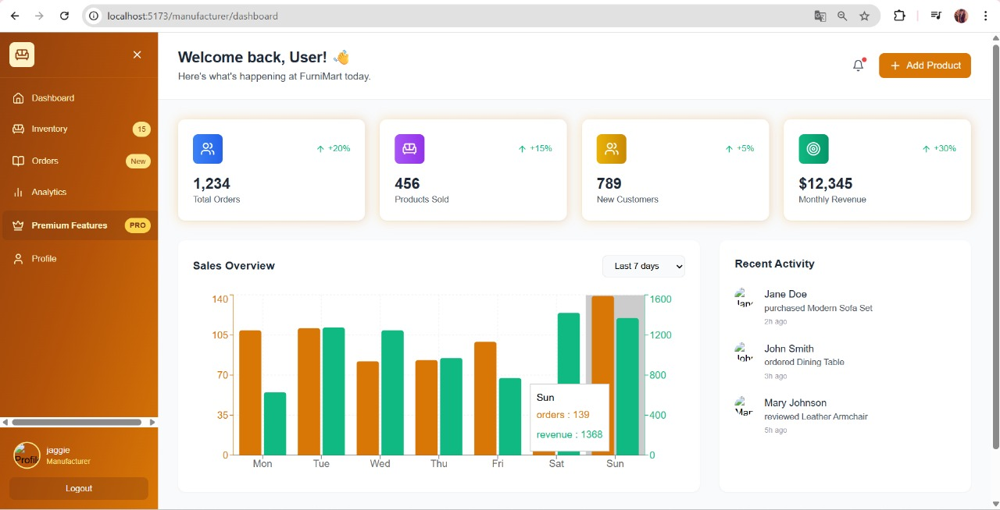 localhost:5173/manufacturer/dashboard
Dashboard
Inventory 15
Orders New
Analytics
Premium Features PRO
Profile
jaggie
Manufacturer
Logout
Welcome back, User! 👋
Here's what's happening at FurniMart today.
Add Product
+20%
1,234
Total Orders
+15%
456
Products Sold
+5%
789
New Customers
+30%
$12,345
Monthly Revenue
Sales Overview
Last 7 days
140
105
70
35
0
1600
1200
800
400
0
Mon Tue Wed Thu Fri Sat Sun
Sun
orders : 139
revenue : 1368
Recent Activity
Jane Doe
purchased Modern Sofa Set
2h ago
John Smith
ordered Dining Table
3h ago
Mary Johnson
reviewed Leather Armchair
5h ago